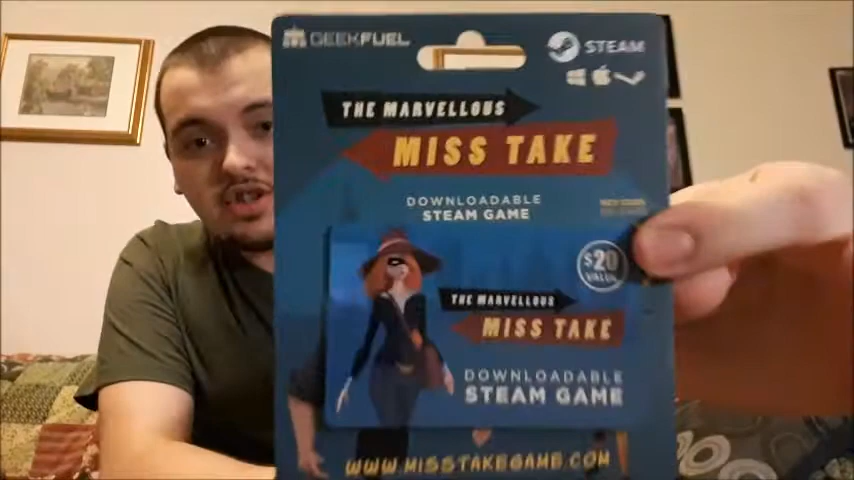 GEEKFUEL
STEAM
THE MARVELLOUS
MISS TAKE
DOWNLOADABLE
STEAM GAME
$20
VALUE
THE MARVELLOUS
MISS TAKE
DOWNLOADABLE
STEAM GAME
WWW.MISSTAKEGAME.COM